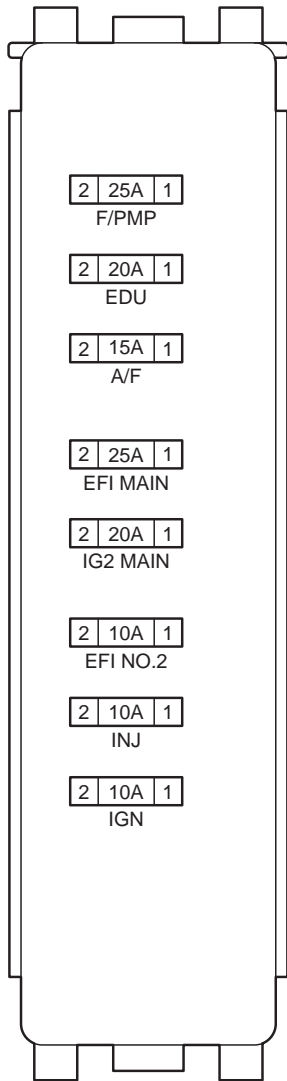 2 25A 1
F/PMP
2 20A 1
EDU
2 15A 1
A/F
2 25A 1
EFI MAIN
2 20A 1
IG2 MAIN
2 10A 1
EFI NO.2
2 10A 1
INJ
2 10A 1
IGN